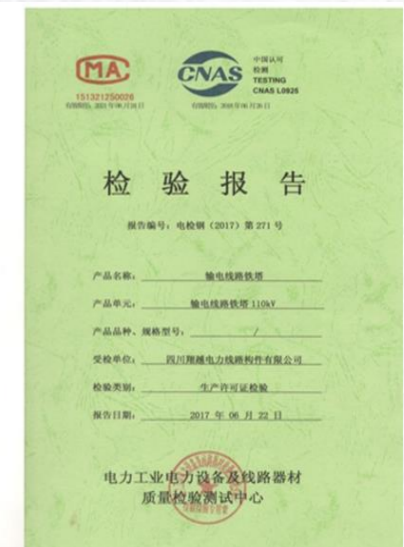 MA
CNAS
中国认可
检测
TESTING
CNAS L0825
151321250026
检验报告
报告编号：电检钢（2017）第 271 号
产品名称： 输电线路铁塔
产品单元： 输电线路铁塔 110kV
产品品种、规格型号： /
受检单位： 四川翔越电力线路构件有限公司
检验类别： 生产许可证检验
报告日期： 2017 年 06 月 22 日
电力工业电力设备及线路器材
质量检验测试中心